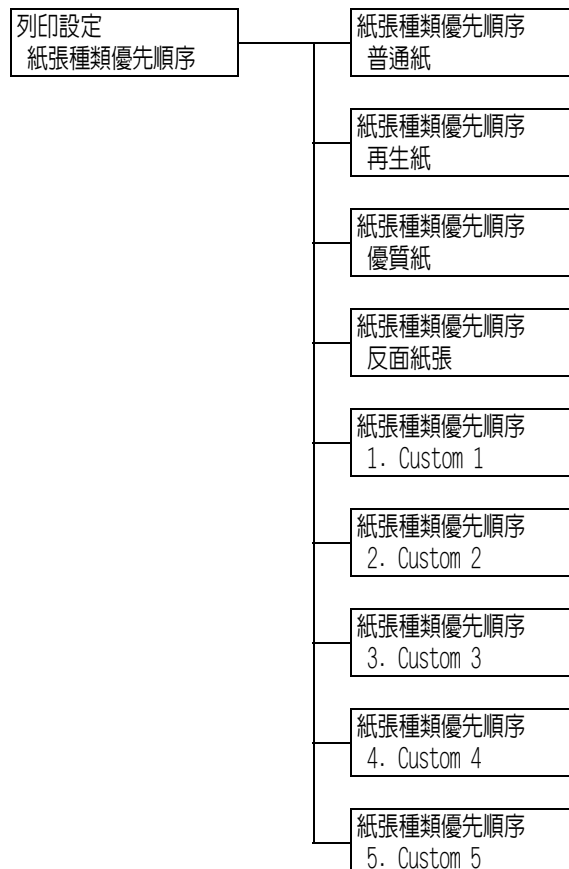 列印設定
紙張種類優先順序
紙張種類優先順序
普通紙
紙張種類優先順序
再生紙
紙張種類優先順序
優質紙
紙張種類優先順序
反面紙張
紙張種類優先順序
1. Custom 1
紙張種類優先順序
2. Custom 2
紙張種類優先順序
3. Custom 3
紙張種類優先順序
4. Custom 4
紙張種類優先順序
5. Custom 5